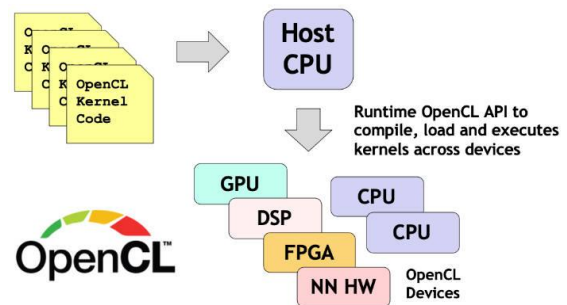 OpenCL
Kernel
Code
Host
CPU
Runtime OpenCL API to
compile, load and executes
kernels across devices
GPU
DSP
FPGA
NN HW
CPU
CPU
OpenCL
Devices
OpenCL™